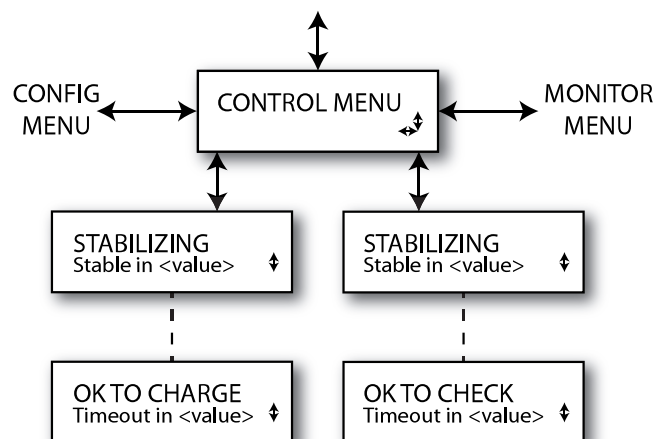 CONFIG
MENU
CONTROL MENU
MONITOR
MENU
STABILIZING
Stable in <value>
STABILIZING
Stable in <value>
OK TO CHARGE
Timeout in <value>
OK TO CHECK
Timeout in <value>